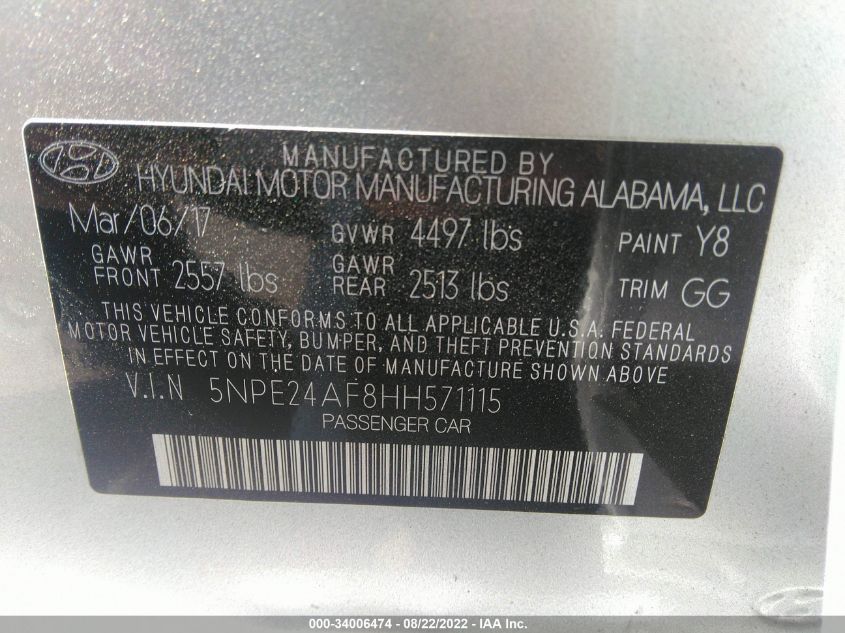 MANUFACTURED BY
HYUNDAI MOTOR MANUFACTURING ALABAMA, LLC
Mar/06/17 GVWR 4497 lbs PAINT Y8
GAWR FRONT 2557 lbs GAWR REAR 2513 lbs TRIM GG
THIS VEHICLE CONFORMS TO ALL APPLICABLE U.S.A. FEDERAL
MOTOR VEHICLE SAFETY, BUMPER, AND THEFT PREVENTION STANDARDS
IN EFFECT ON THE DATE OF MANUFACTURE SHOWN ABOVE.
V.I.N 5NPE24AF8HH571115
PASSENGER CAR
000-34006474 - 08/22/2022 - IAA Inc.